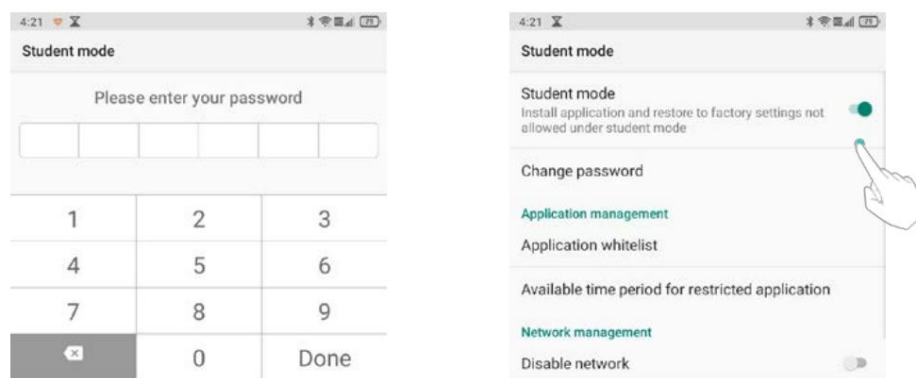 4:21
79
Student mode
Please enter your password
1 2 3
4 5 6
7 8 9
0 Done
4:21
79
Student mode
Student mode
Install application and restore to factory settings not
allowed under student mode
Change password
Application management
Application whitelist
Available time period for restricted application
Network management
Disable network